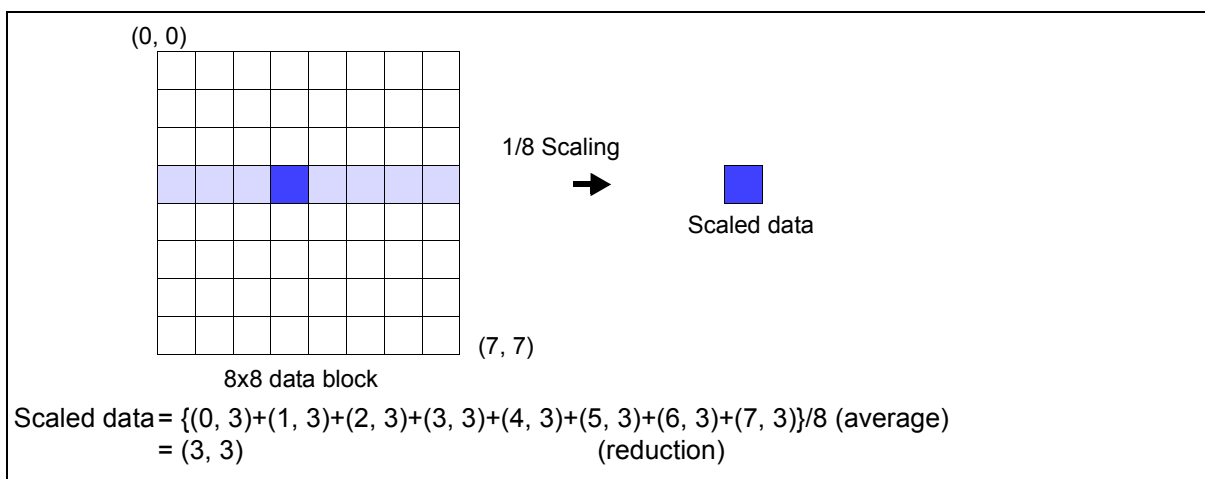 (0, 0)
1/8 Scaling
Scaled data
(7, 7)
8x8 data block
Scaled data = {(0, 3)+(1, 3)+(2, 3)+(3, 3)+(4, 3)+(5, 3)+(6, 3)+(7, 3)}/8 (average)
= (3, 3) (reduction)